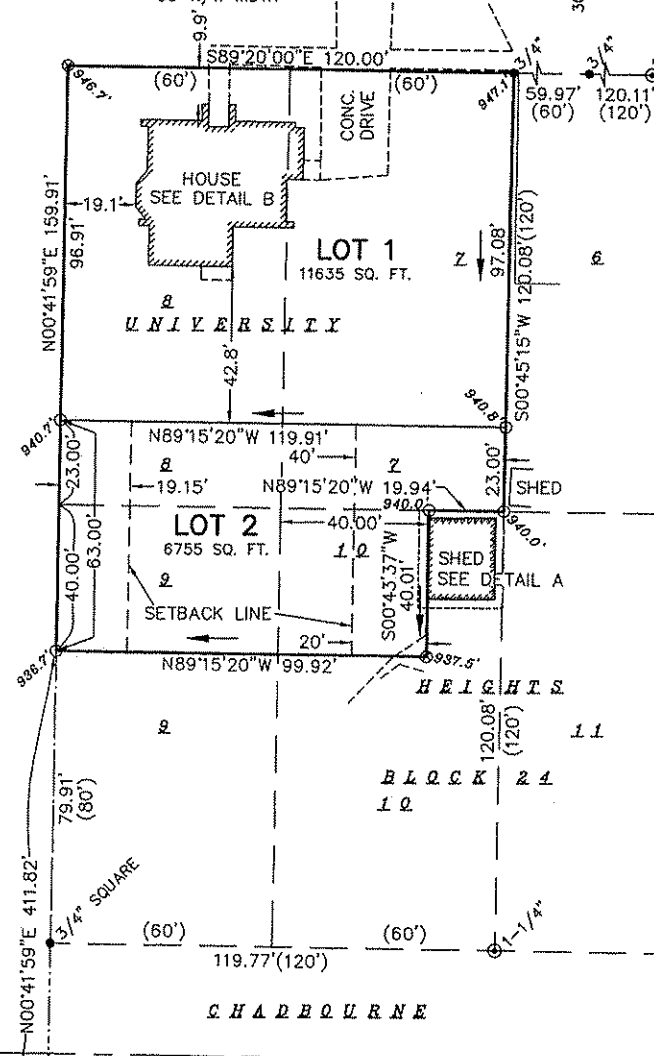 9.9'
S89°20'00"E 120.00'
(60')
(60')
946.7'
947.1'
3/4"
3/4"
59.97'
(60')
120.11'
(120')
CONC.
DRIVE
HOUSE
SEE DETAIL B
19.1'
N00°41'59"E 159.91'
96.91'
LOT 1
11635 SQ. FT.
7
6
97.08'
S00°45'15"W 120.08'(120')
8
UNIVERSITY
42.8'
940.7'
940.8'
N89°15'20"W 119.91'
40'
8
7
23.00'
23.00'
19.15'
N89°15'20"W 19.94'
SHED
940.0'
940.0'
LOT 2
6755 SQ. FT.
40.00'
10
SHED
SEE DETAIL A
S00°43'37"W
40.01'
40.00'
63.00'
9
SETBACK LINE
20'
936.7'
N89°15'20"W 99.92'
937.5'
HEIGHTS
9
120.08'
(120')
11
BLOCK 24
10
79.91'
(80')
N00°41'59"E 411.82'
3/4" SQUARE
(60')
(60')
1-1/4"
119.77'(120')
CHADBOURNE